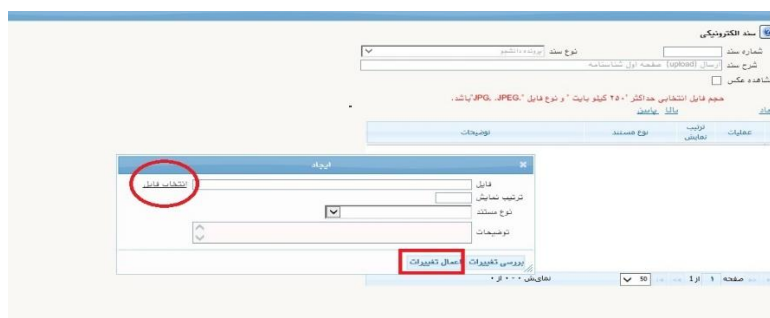 سند الکترونیکی
شماره سند
نوع سند پرونده دانشجو
شرح سند ارسال (upload) صفحه اول شناسنامه
شاهده عکس
حجم فایل انتخابی حداکثر "۲۵۰ کیلو بایت " و نوع فایل ".JPG, .JPEG"باشد.
بالا پایین
عملیات ترتیب نمایش نوع مستند توضیحات
ایجاد
فایل انتخاب فایل
ترتیب نمایش
نوع مستند
توضیحات
بررسی تغییرات اعمال تغییرات
صفحه ۱ از 1 50 نمایش ۰ - ۰ از ۰